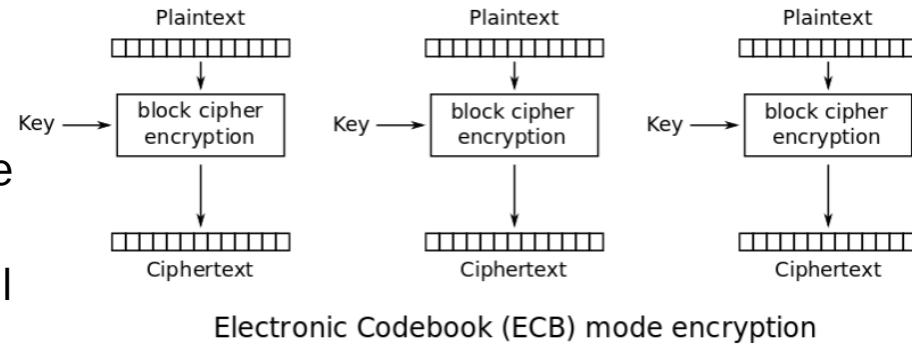 Plaintext Plaintext Plaintext
Key block cipher encryption Key block cipher encryption Key block cipher encryption
e
l
Ciphertext Ciphertext Ciphertext
Electronic Codebook (ECB) mode encryption